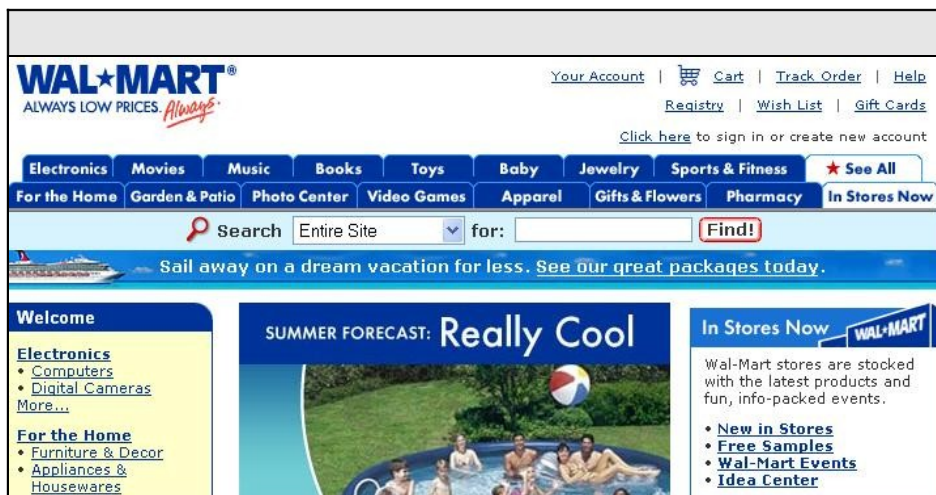 WAL★MART®
ALWAYS LOW PRICES. Always.
Your Account | Cart | Track Order | Help
Registry | Wish List | Gift Cards
Click here to sign in or create new account
Electronics Movies Music Books Toys Baby Jewelry Sports & Fitness ★ See All
For the Home Garden & Patio Photo Center Video Games Apparel Gifts & Flowers Pharmacy In Stores Now
Search Entire Site for: Find!
Sail away on a dream vacation for less. See our great packages today.
Welcome
Electronics
• Computers
• Digital Cameras
More...
For the Home
• Furniture & Decor
• Appliances &
Housewares
SUMMER FORECAST: Really Cool
In Stores Now WAL★MART
Wal-Mart stores are stocked
with the latest products and
fun, info-packed events.
• New in Stores
• Free Samples
• Wal-Mart Events
• Idea Center